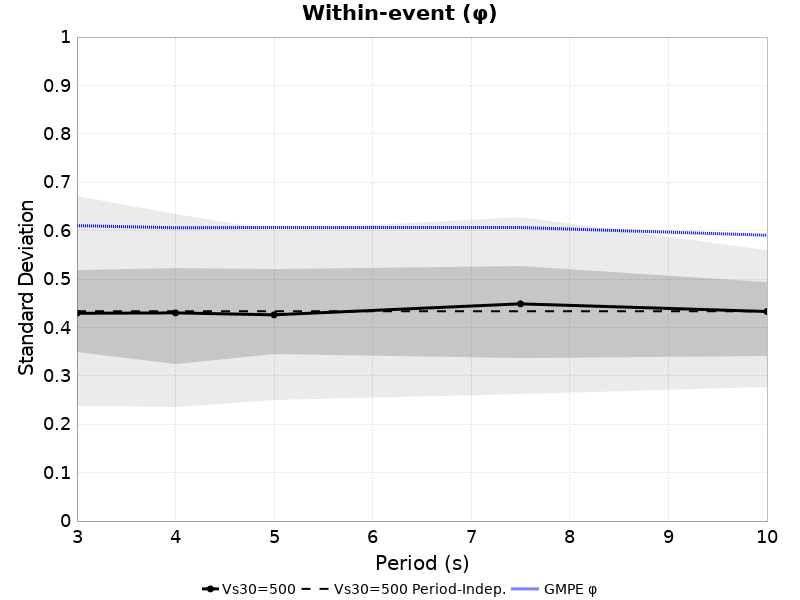 Within-event (φ)
Standard Deviation
1
0.9
0.8
0.7
0.6
0.5
0.4
0.3
0.2
0.1
0
3 4 5 6 7 8 9 10
Period (s)
Vs30=500 Vs30=500 Period-Indep. GMPE φ